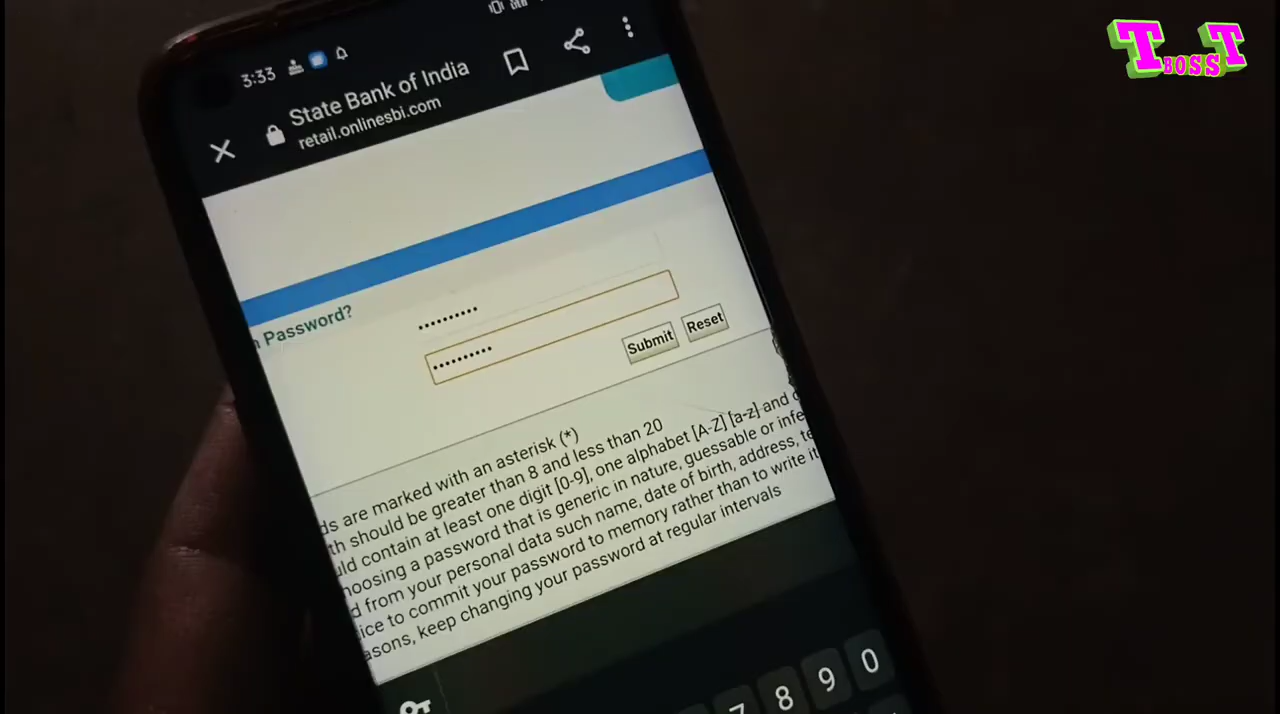 T BOSS T
3:33
State Bank of India
retail.onlinesbi.com
n Password?
••••••••••
••••••••••
Submit Reset
ds are marked with an asterisk (*)
th should be greater than 8 and less than 20
uld contain at least one digit [0-9], one alphabet [A-Z] [a-z] and
hoosing a password that is generic in nature, guessable or infe
d from your personal data such name, date of birth, address, te
ice to commit your password to memory rather than to write it
asons, keep changing your password at regular intervals
7 8 9 0